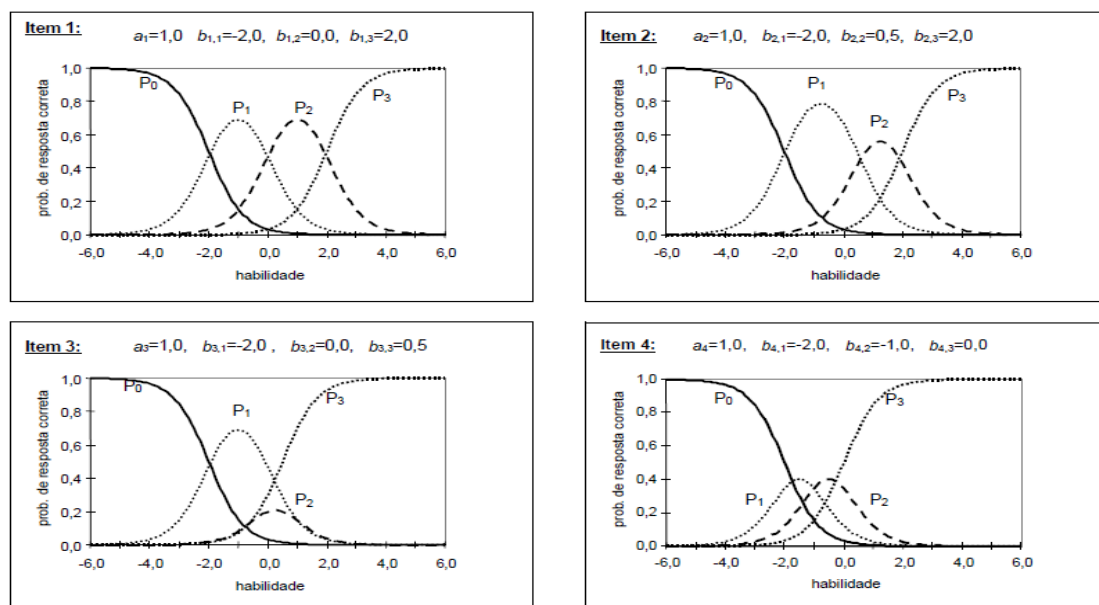 Item 1: a1=1,0 b1,1=-2,0 b1,2=0,0 b1,3=2,0
prob. de resposta correta
1,0
0,8
0,6
0,4
0,2
0,0
P0
P1
P2
P3
-6,0 -4,0 -2,0 0,0 2,0 4,0 6,0
habilidade
Item 2: a2=1,0 b2,1=-2,0 b2,2=0,5 b2,3=2,0
prob. de resposta correta
1,0
0,8
0,6
0,4
0,2
0,0
P0
P1
P2
P3
-6,0 -4,0 -2,0 0,0 2,0 4,0 6,0
habilidade
Item 3: a3=1,0 b3,1=-2,0 , b3,2=0,0 b3,3=0,5
prob. de resposta correta
1,0
0,8
0,6
0,4
0,2
0,0
P0
P1
P2
P3
-6,0 -4,0 -2,0 0,0 2,0 4,0 6,0
habilidade
Item 4: a4=1,0 b4,1=-2,0 b4,2=-1,0 b4,3=0,0
prob. de resposta correta
1,0
0,8
0,6
0,4
0,2
0,0
P0
P1
P2
P3
-6,0 -4,0 -2,0 0,0 2,0 4,0 6,0
habilidade